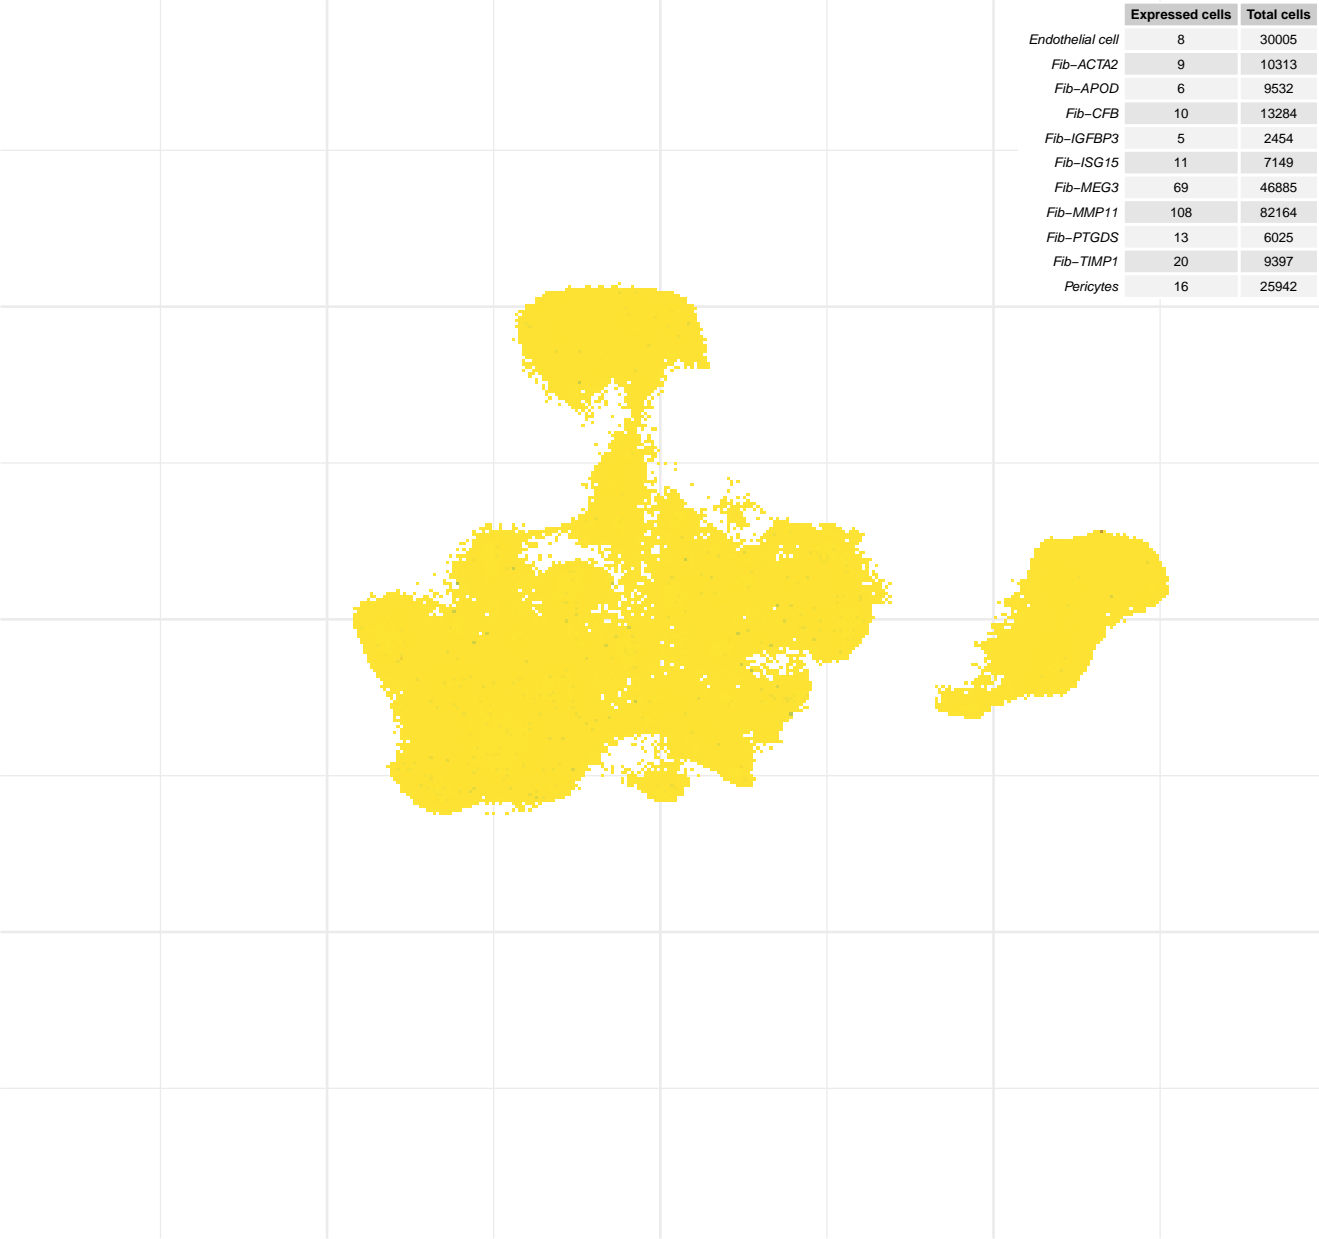 Expressed cells Total cells
Endothelial cell 8 30005
Fib−ACTA2 9 10313
Fib−APOD 6 9532
Fib−CFB 10 13284
Fib−IGFBP3 5 2454
Fib−ISG15 11 7149
Fib−MEG3 69 46885
Fib−MMP11 108 82164
Fib−PTGDS 13 6025
Fib−TIMP1 20 9397
Pericytes 16 25942